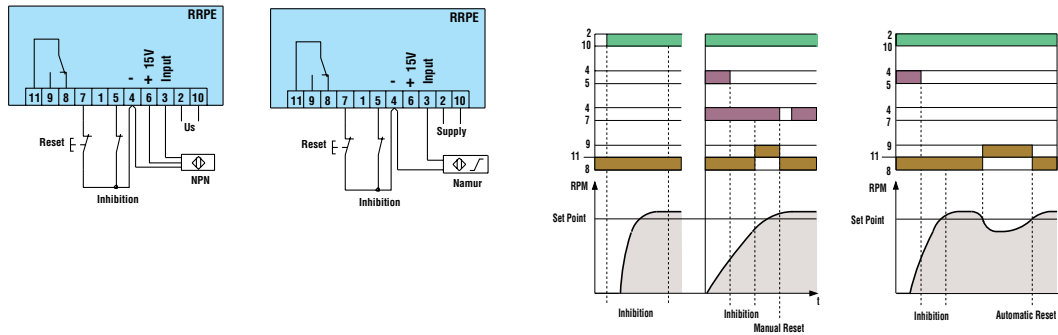 RRPE
- + 15V Input
11 9 8 7 1 5 4 6 3 2 10
Us
Reset
NPN
Inhibition
RRPE
- + 15V Input
11 9 8 7 1 5 4 6 3 2 10
Supply
Reset
Namur
Inhibition
2
10
4
5
4
7
9
11
8
RPM
Set Point
Inhibition
Inhibition
t
Manual Reset
2
10
4
5
4
7
9
11
8
RPM
Set Point
Inhibition
Automatic Reset